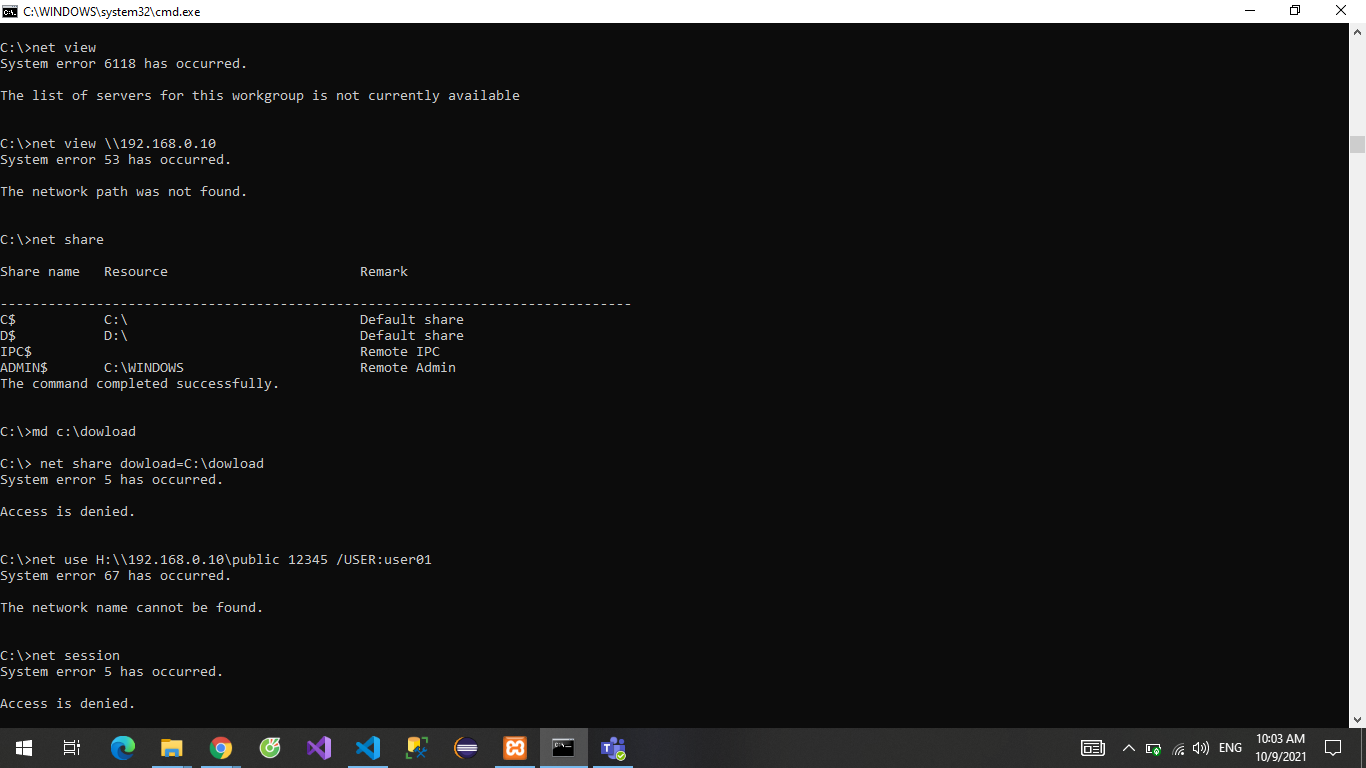 C:\WINDOWS\system32\cmd.exe
C:\>net view
System error 6118 has occurred.
The list of servers for this workgroup is not currently available
C:\>net view \\192.168.0.10
System error 53 has occurred.
The network path was not found.
C:\>net share
Share name   Resource                        Remark
-------------------------------------------------------------------------------
C$           C:\                             Default share
D$           D:\                             Default share
IPC$                                         Remote IPC
ADMIN$       C:\WINDOWS                      Remote Admin
The command completed successfully.
C:\>md c:\dowload
C:\> net share dowload=C:\dowload
System error 5 has occurred.
Access is denied.
C:\>net use H:\\192.168.0.10\public 12345 /USER:user01
System error 67 has occurred.
The network name cannot be found.
C:\>net session
System error 5 has occurred.
Access is denied.
ENG
10:03 AM
10/9/2021